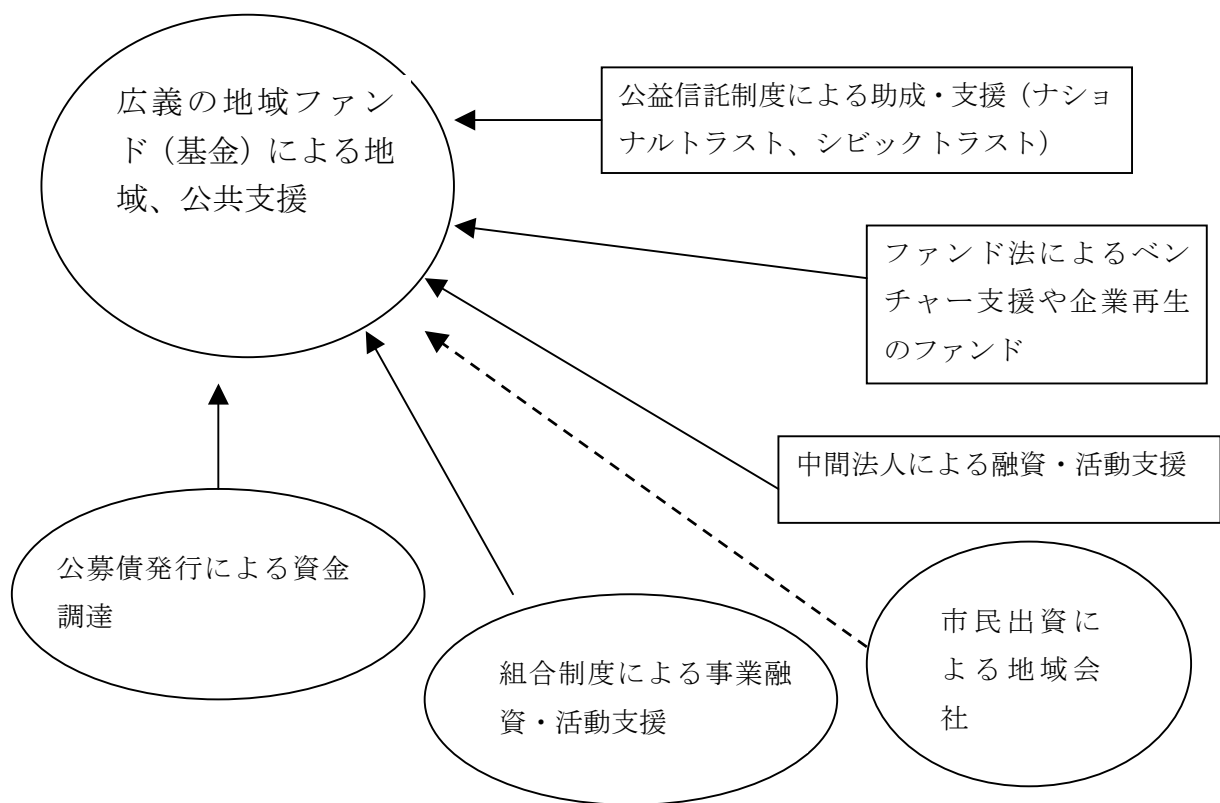 広義の地域ファン
ド（基金）による地
域、公共支援
公益信託制度による助成・支援（ナショ
ナルトラスト、シビックトラスト）
ファンド法によるベン
チャー支援や企業再生
のファンド
中間法人による融資・活動支援
公募債発行による資金
調達
組合制度による事業融
資・活動支援
市民出資に
よる地域会
社